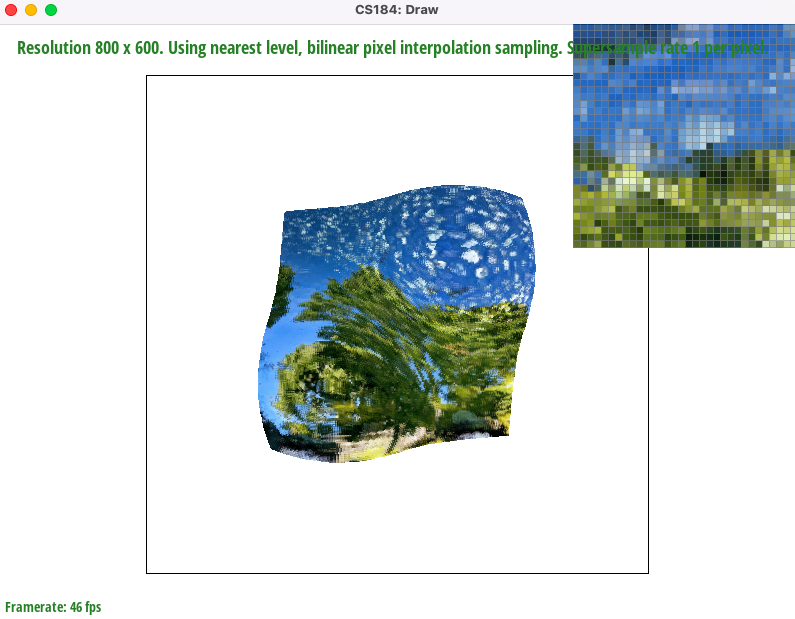 CS184: Draw
Resolution 800 x 600. Using nearest level, bilinear pixel interpolation sampling. Supersample rate 1 per pixel.
Framerate: 46 fps